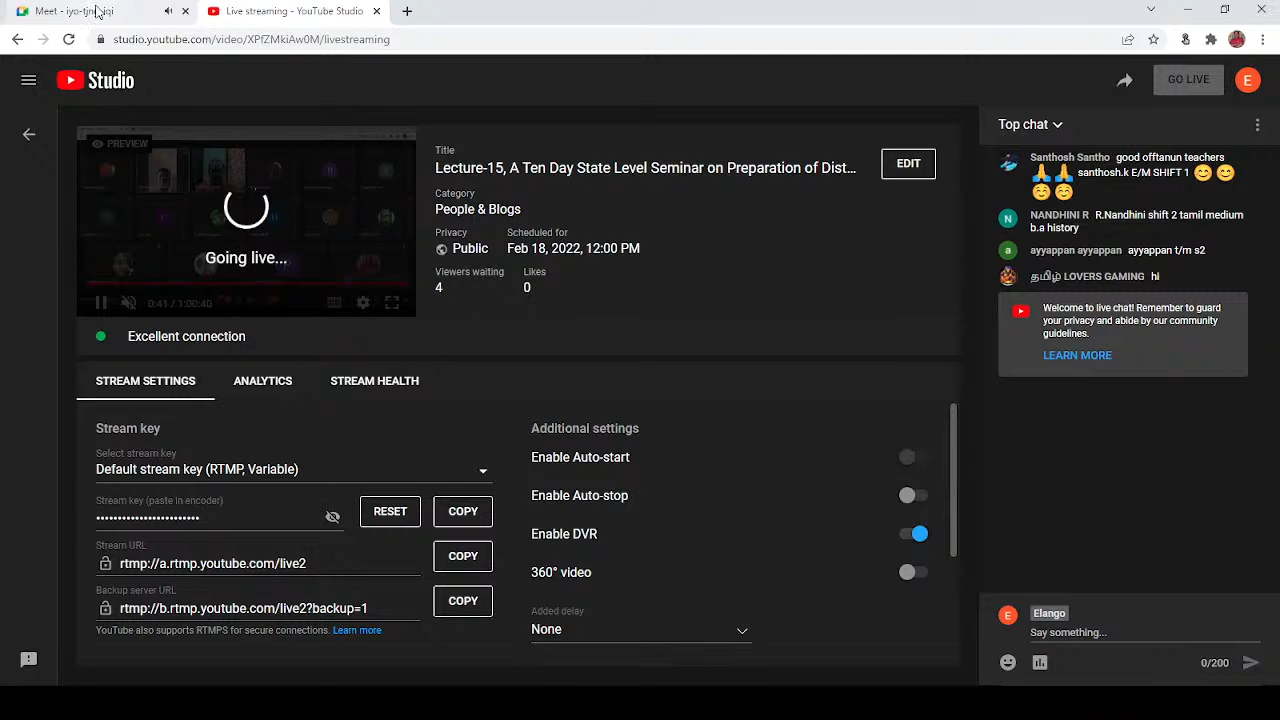 Meet - iyo-tjn
Live streaming - YouTube Studio
studio.youtube.com/video/XPfZMkiAw0M/livestreaming
Studio
GO LIVE
E
PREVIEW
Going live...
0:41 / 1:00:40
Title
Lecture-15, A Ten Day State Level Seminar on Preparation of Dist...
EDIT
Category
People & Blogs
Privacy
Public
Scheduled for
Feb 18, 2022, 12:00 PM
Viewers waiting
4
Likes
0
Excellent connection
STREAM SETTINGS
ANALYTICS
STREAM HEALTH
Stream key
Select stream key
Default stream key (RTMP, Variable)
Stream key (paste in encoder)
••••••••••••••••••••••••
RESET
COPY
Stream URL
rtmp://a.rtmp.youtube.com/live2
COPY
Backup server URL
rtmp://b.rtmp.youtube.com/live2?backup=1
COPY
YouTube also supports RTMPS for secure connections. Learn more
Additional settings
Enable Auto-start
Enable Auto-stop
Enable DVR
360° video
Added delay
None
Top chat
Santhosh Santho good offtanun teachers
🙏🙏 santhosh.k E/M SHIFT 1 😊😊
😊😊
N
NANDHINI R R.Nandhini shift 2 tamil medium
b.a history
a
ayyappan ayyappan ayyappan t/m s2
தமிழ் LOVERS GAMING hi
Welcome to live chat! Remember to guard
your privacy and abide by our community
guidelines.
LEARN MORE
E
Elango
Say something...
0/200